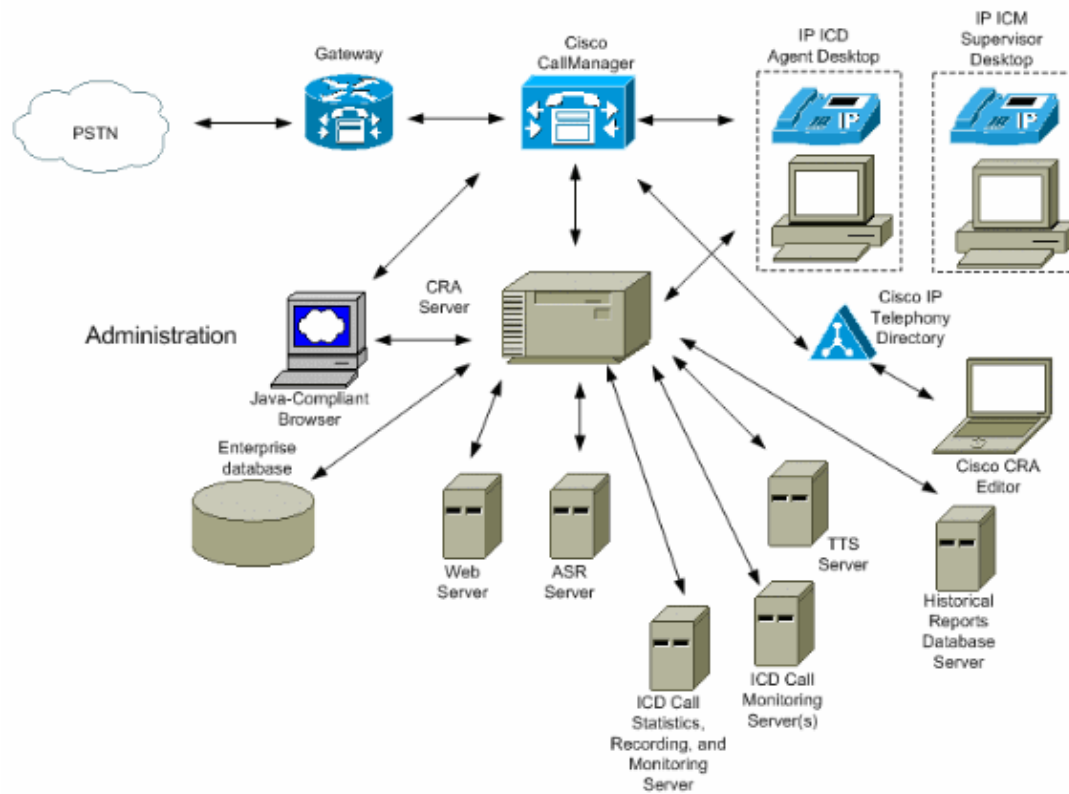 Gateway
Cisco
CallManager
IP ICD
Agent Desktop
IP ICM
Supervisor
Desktop
PSTN
IP
IP
CRA
Server
Administration
Java-Compliant
Browser
Cisco IP
Telephony
Directory
Enterprise
database
Cisco CRA
Editor
Web
Server
ASR
Server
TTS
Server
Historical
Reports
Database
Server
ICD Call
Monitoring
Server(s)
ICD Call
Statistics,
Recording, and
Monitoring
Server